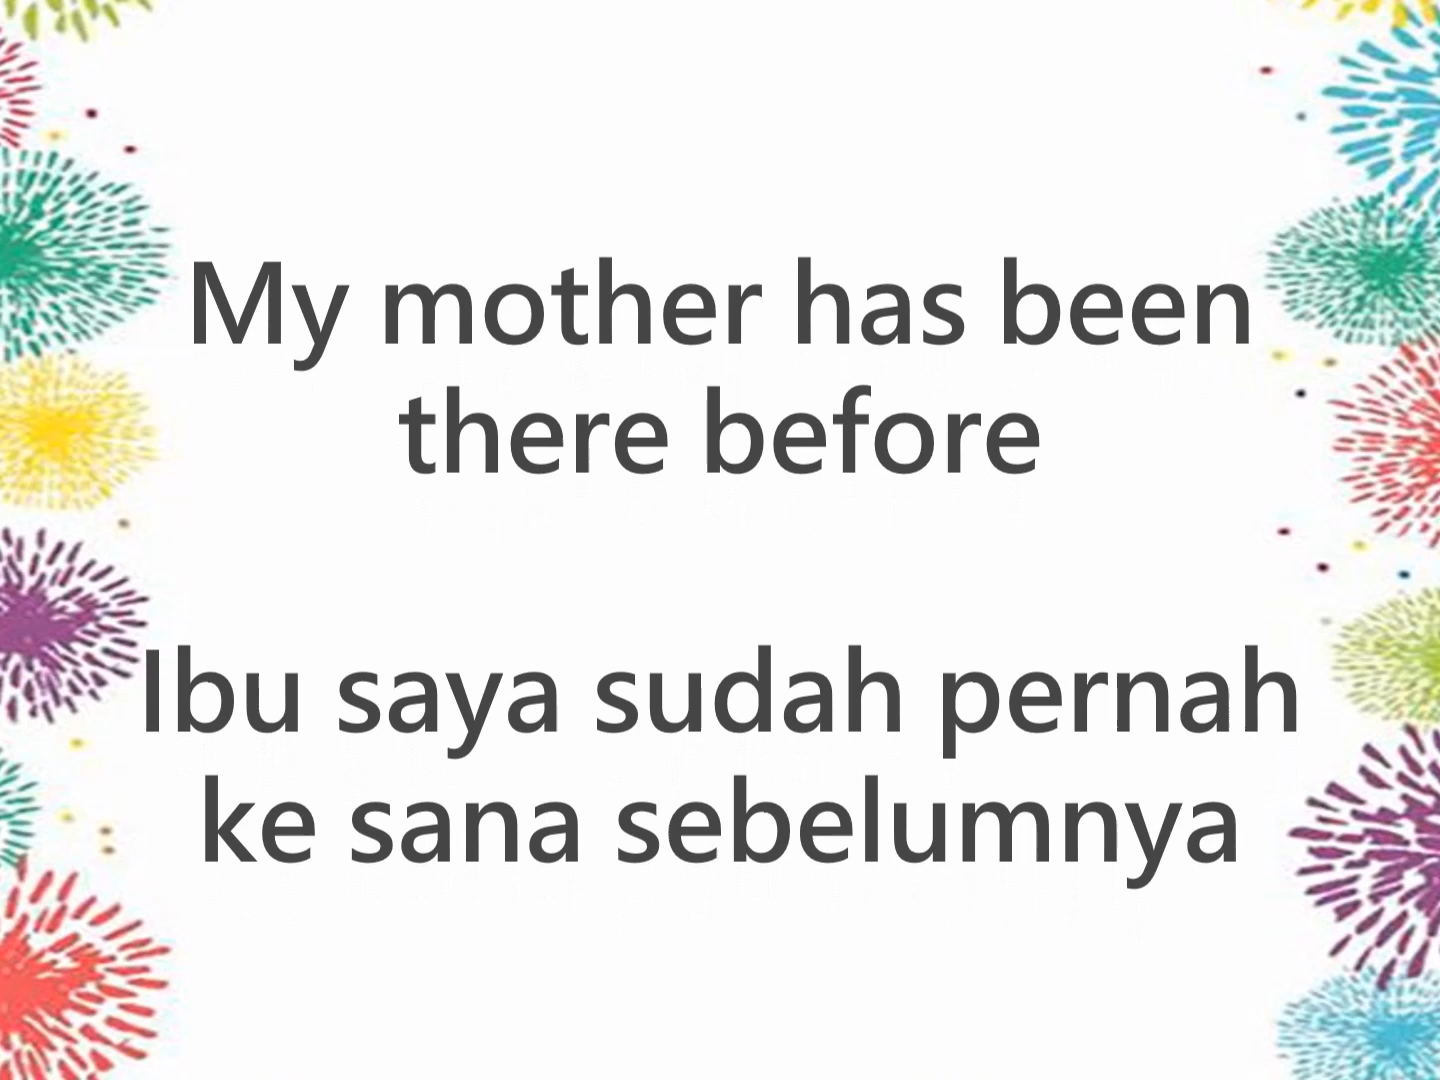 My mother has been
there before
Ibu saya sudah pernah
ke sana sebelumnya